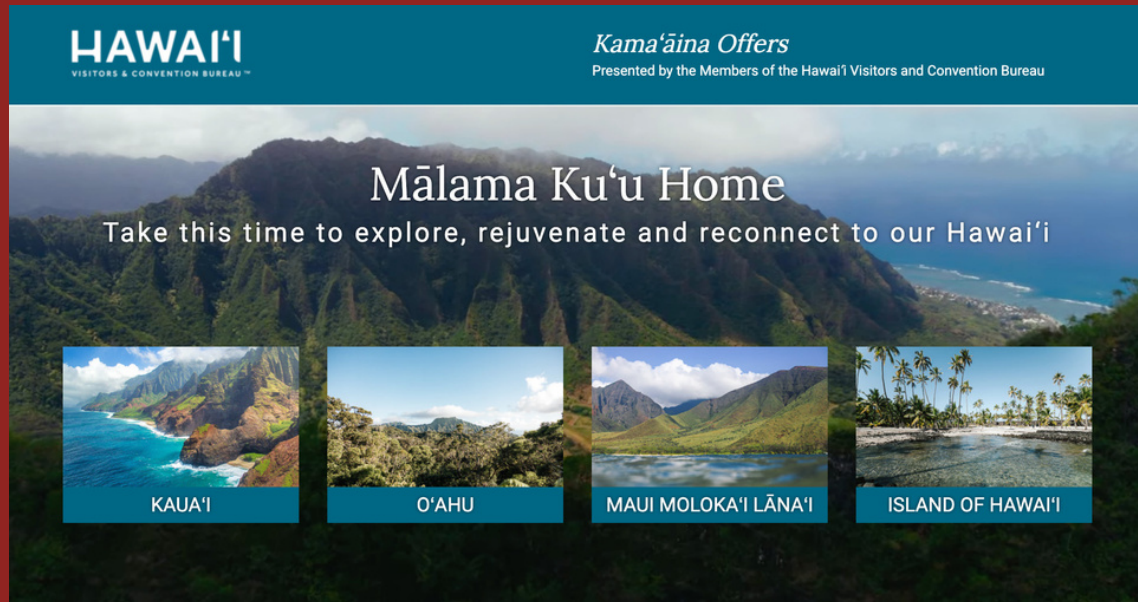 HAWAIʻI
VISITORS & CONVENTION BUREAU ™
Kamaʻāina Offers
Presented by the Members of the Hawaiʻi Visitors and Convention Bureau
Mālama Kuʻu Home
Take this time to explore, rejuvenate and reconnect to our Hawaiʻi
KAUAʻI
OʻAHU
MAUI MOLOKAʻI LĀNAʻI
ISLAND OF HAWAIʻI